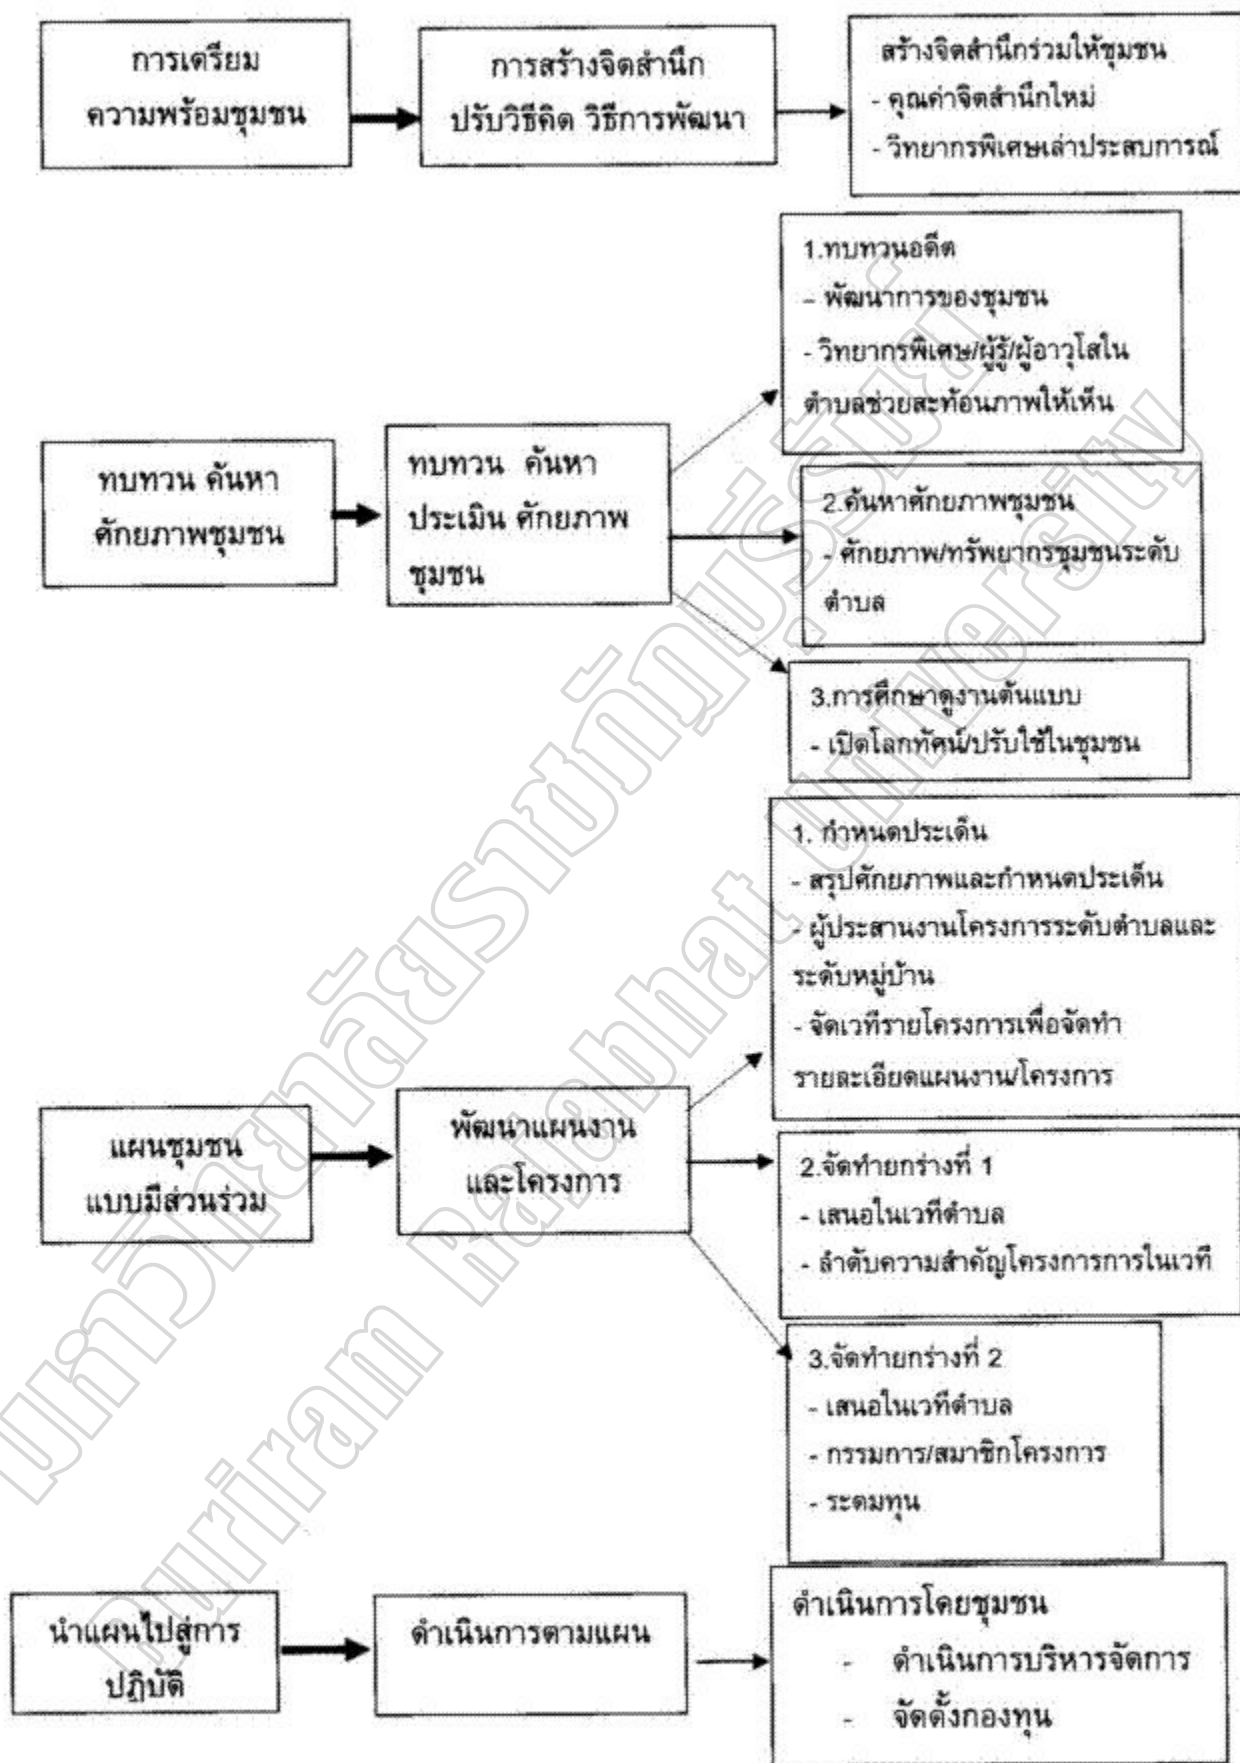 การเตรียม
ความพร้อมชุมชน
การสร้างจิตสำนึก
ปรับวิธีคิด วิธีการพัฒนา
สร้างจิตสำนึกร่วมให้ชุมชน
- คุณค่าจิตสำนึกใหม่
- วิทยากรพิเศษเล่าประสบการณ์
ทบทวน ค้นหา
ศักยภาพชุมชน
ทบทวน ค้นหา
ประเมิน ศักยภาพ
ชุมชน
1.ทบทวนอดีต
- พัฒนาการของชุมชน
- วิทยากรพิเศษ/ผู้รู้/ผู้อาวุโสใน
ตำบลช่วยสะท้อนภาพให้เห็น
2.ค้นหาศักยภาพชุมชน
- ศักยภาพ/ทรัพยากรชุมชนระดับ
ตำบล
3.การศึกษาดูงานต้นแบบ
- เปิดโลกทัศน์/ปรับใช้ในชุมชน
แผนชุมชน
แบบมีส่วนร่วม
พัฒนาแผนงาน
และโครงการ
1. กำหนดประเด็น
- สรุปศักยภาพและกำหนดประเด็น
- ผู้ประสานงานโครงการระดับตำบลและ
ระดับหมู่บ้าน
- จัดเวทีรายโครงการเพื่อจัดทำ
รายละเอียดแผนงาน/โครงการ
2.จัดทำยกร่างที่ 1
- เสนอในเวทีตำบล
- ลำดับความสำคัญโครงการการในเวที
3.จัดทำยกร่างที่ 2
- เสนอในเวทีตำบล
- กรรมการ/สมาชิกโครงการ
- ระดมทุน
นำแผนไปสู่การ
ปฏิบัติ
ดำเนินการตามแผน
ดำเนินการโดยชุมชน
- ดำเนินการบริหารจัดการ
- จัดตั้งกองทุน
มหาวิทยาลัยราชภัฏบุรีรัมย์
Buriram Rajabhat University